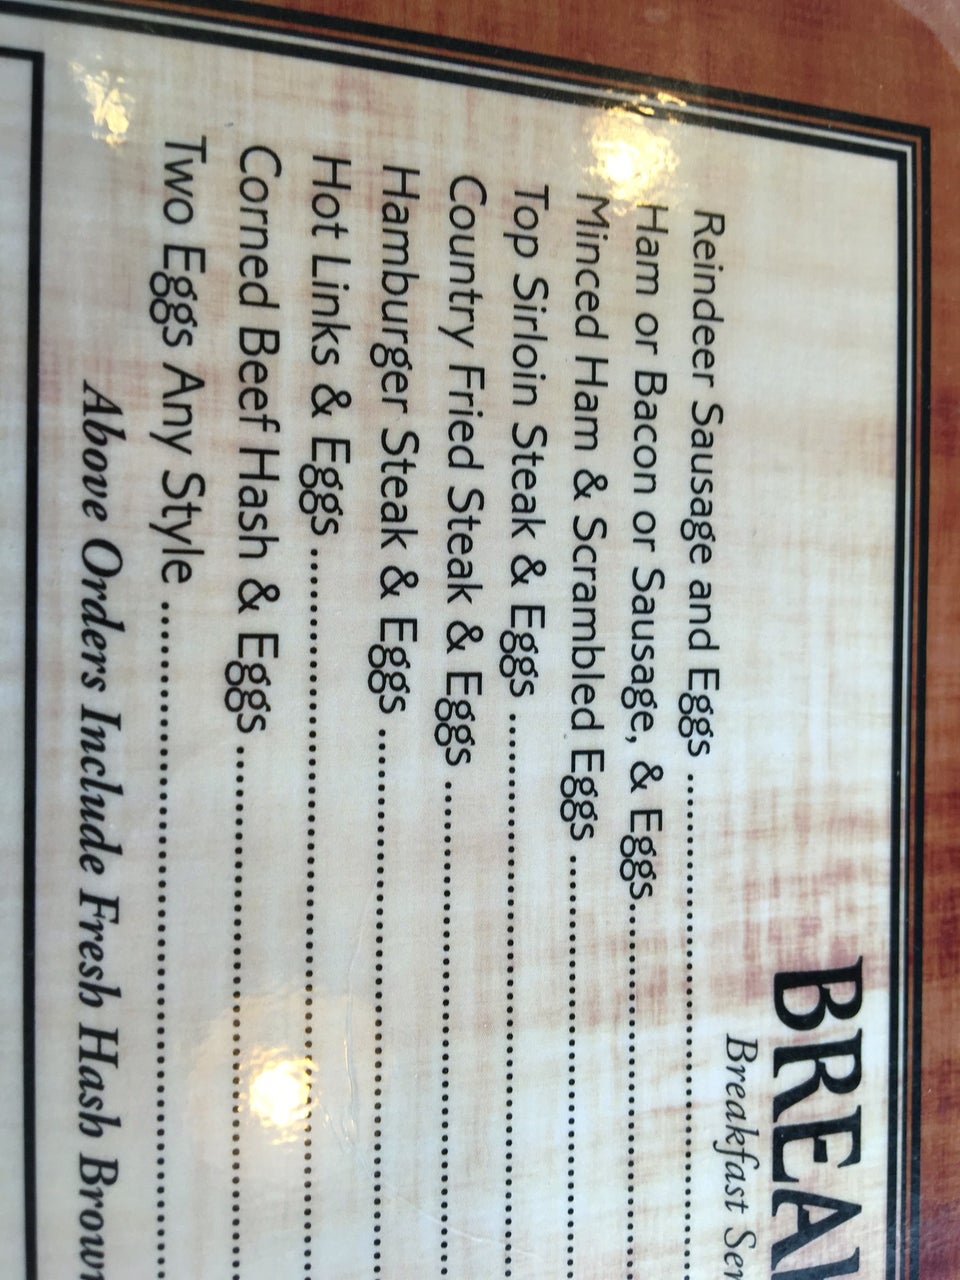 BREA
Breakfast Ser
Reindeer Sausage and Eggs
Ham or Bacon or Sausage, & Eggs
Minced Ham & Scrambled Eggs
Top Sirloin Steak & Eggs
Country Fried Steak & Eggs
Hamburger Steak & Eggs
Hot Links & Eggs
Corned Beef Hash & Eggs
Two Eggs Any Style
Above Orders Include Fresh Hash Brown